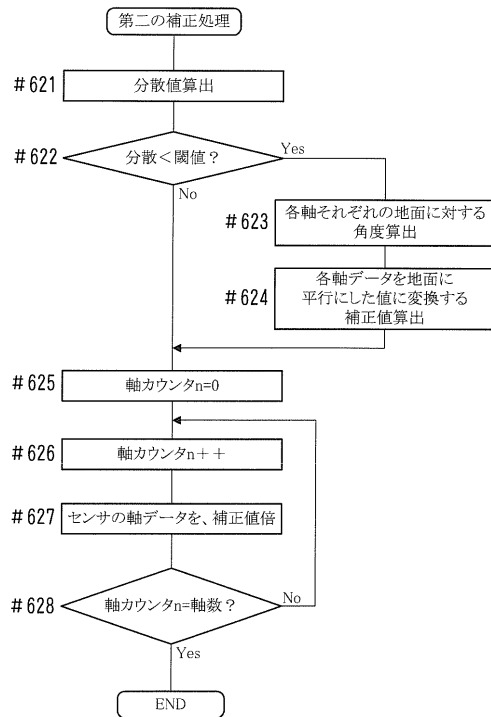 第二の補正処理
#621
分散値算出
#622
分散<閾値?
Yes
No
#623
各軸それぞれの地面に対する
角度算出
#624
各軸データを地面に
平行にした値に変換する
補正値算出
#625
軸カウンタn=0
#626
軸カウンタn++
#627
センサの軸データを、補正値倍
#628
軸カウンタn=軸数?
No
Yes
END